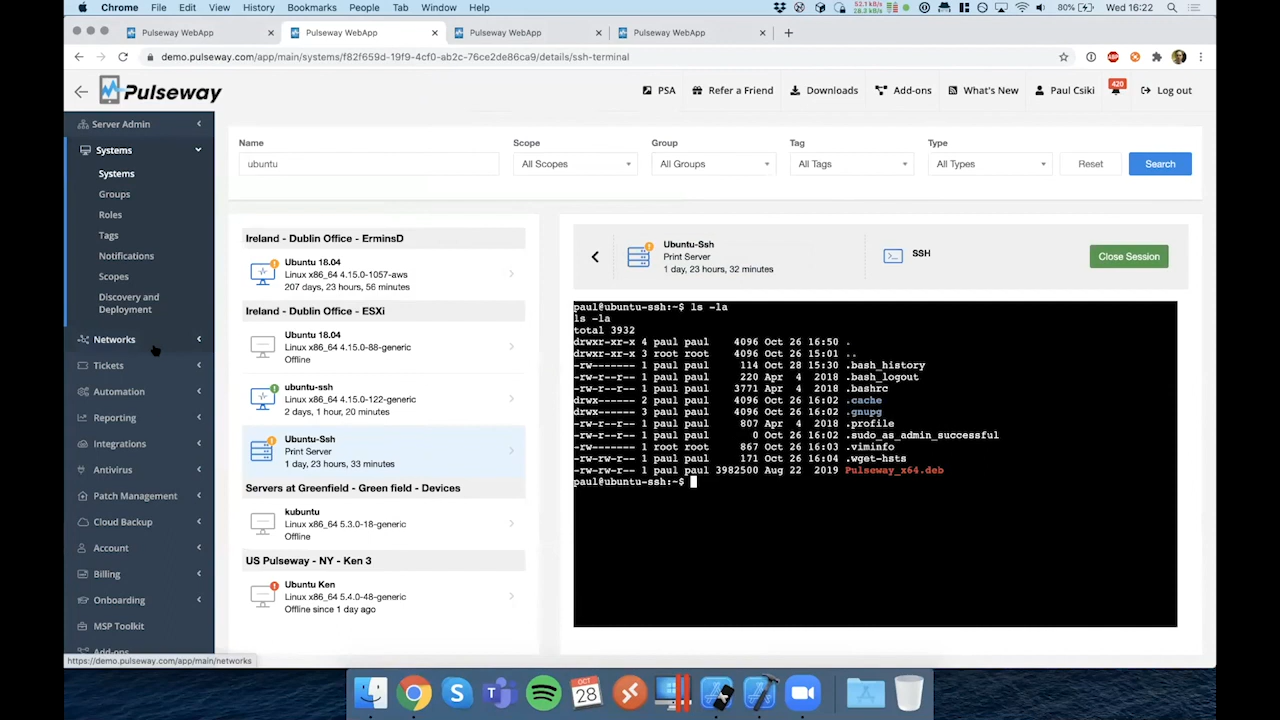 Chrome File Edit View History Bookmarks People Tab Window Help
52.1 kB/s
28.3 kB/s
80% Wed 16:22
Pulseway WebApp
Pulseway WebApp
Pulseway WebApp
Pulseway WebApp
demo.pulseway.com/app/main/systems/f82f659d-19f9-4cf0-ab2c-76ce2de86ca9/details/ssh-terminal
ABP
Pulseway
PSA
Refer a Friend
Downloads
Add-ons
What's New
Paul Csiki
420
Log out
Server Admin
Systems
Systems
Groups
Roles
Tags
Notifications
Scopes
Discovery and
Deployment
Networks
Tickets
Automation
Reporting
Integrations
Antivirus
Patch Management
Cloud Backup
Account
Billing
Onboarding
MSP Toolkit
Add-ons
https://demo.pulseway.com/app/main/networks
Name
ubuntu
Scope
All Scopes
Group
All Groups
Tag
All Tags
Type
All Types
Reset
Search
Ireland - Dublin Office - ErminsD
Ubuntu 18.04
Linux x86_64 4.15.0-1057-aws
207 days, 23 hours, 56 minutes
Ireland - Dublin Office - ESXi
Ubuntu 18.04
Linux x86_64 4.15.0-88-generic
Offline
ubuntu-ssh
Linux x86_64 4.15.0-122-generic
2 days, 1 hour, 20 minutes
Ubuntu-Ssh
Print Server
1 day, 23 hours, 33 minutes
Servers at Greenfield - Green field - Devices
kubuntu
Linux x86_64 5.3.0-18-generic
Offline
US Pulseway - NY - Ken 3
Ubuntu Ken
Linux x86_64 5.4.0-48-generic
Offline since 1 day ago
Ubuntu-Ssh
Print Server
1 day, 23 hours, 32 minutes
SSH
Close Session
paul@ubuntu-ssh:~$ ls -la
ls -la
total 3932
drwxr-xr-x 4 paul paul 4096 Oct 26 16:50 .
drwxr-xr-x 3 root root 4096 Oct 26 15:01 ..
-rw------- 1 paul paul 114 Oct 28 15:30 .bash_history
-rw-r--r-- 1 paul paul 220 Apr 4 2018 .bash_logout
-rw-r--r-- 1 paul paul 3771 Apr 4 2018 .bashrc
drwx------ 2 paul paul 4096 Oct 26 16:02 .cache
drwx------ 3 paul paul 4096 Oct 26 16:02 .gnupg
-rw-r--r-- 1 paul paul 807 Apr 4 2018 .profile
-rw-r--r-- 1 paul paul 0 Oct 26 16:02 .sudo_as_admin_successful
-rw------- 1 root root 867 Oct 26 16:03 .viminfo
-rw-rw-r-- 1 paul paul 171 Oct 26 16:04 .wget-hsts
-rw-rw-r-- 1 paul paul 3982500 Aug 22 2019 Pulseway_x64.deb
paul@ubuntu-ssh:~$
OCT
28